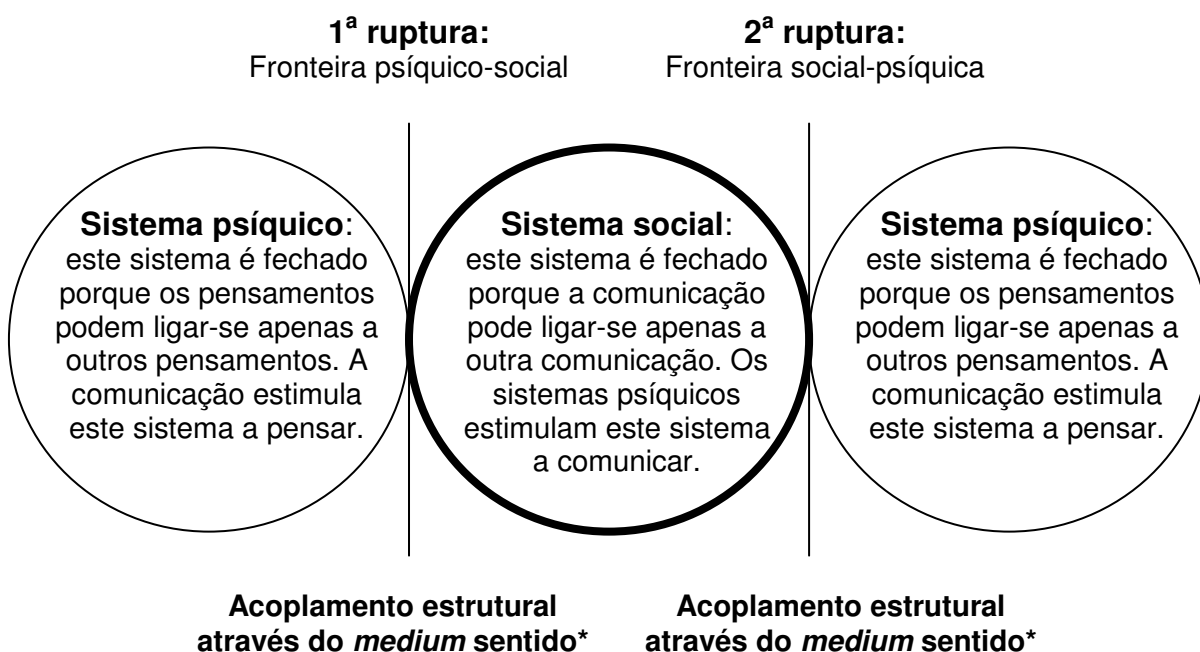 1ª ruptura:
Fronteira psíquico-social
2ª ruptura:
Fronteira social-psíquica
Sistema psíquico:
este sistema é fechado
porque os pensamentos
podem ligar-se apenas a
outros pensamentos. A
comunicação estimula
este sistema a pensar.
Sistema social:
este sistema é fechado
porque a comunicação
pode ligar-se apenas a
outra comunicação. Os
sistemas psíquicos
estimulam este sistema
a comunicar.
Sistema psíquico:
este sistema é fechado
porque os pensamentos
podem ligar-se apenas a
outros pensamentos. A
comunicação estimula
este sistema a pensar.
Acoplamento estrutural
através do medium sentido*
Acoplamento estrutural
através do medium sentido*